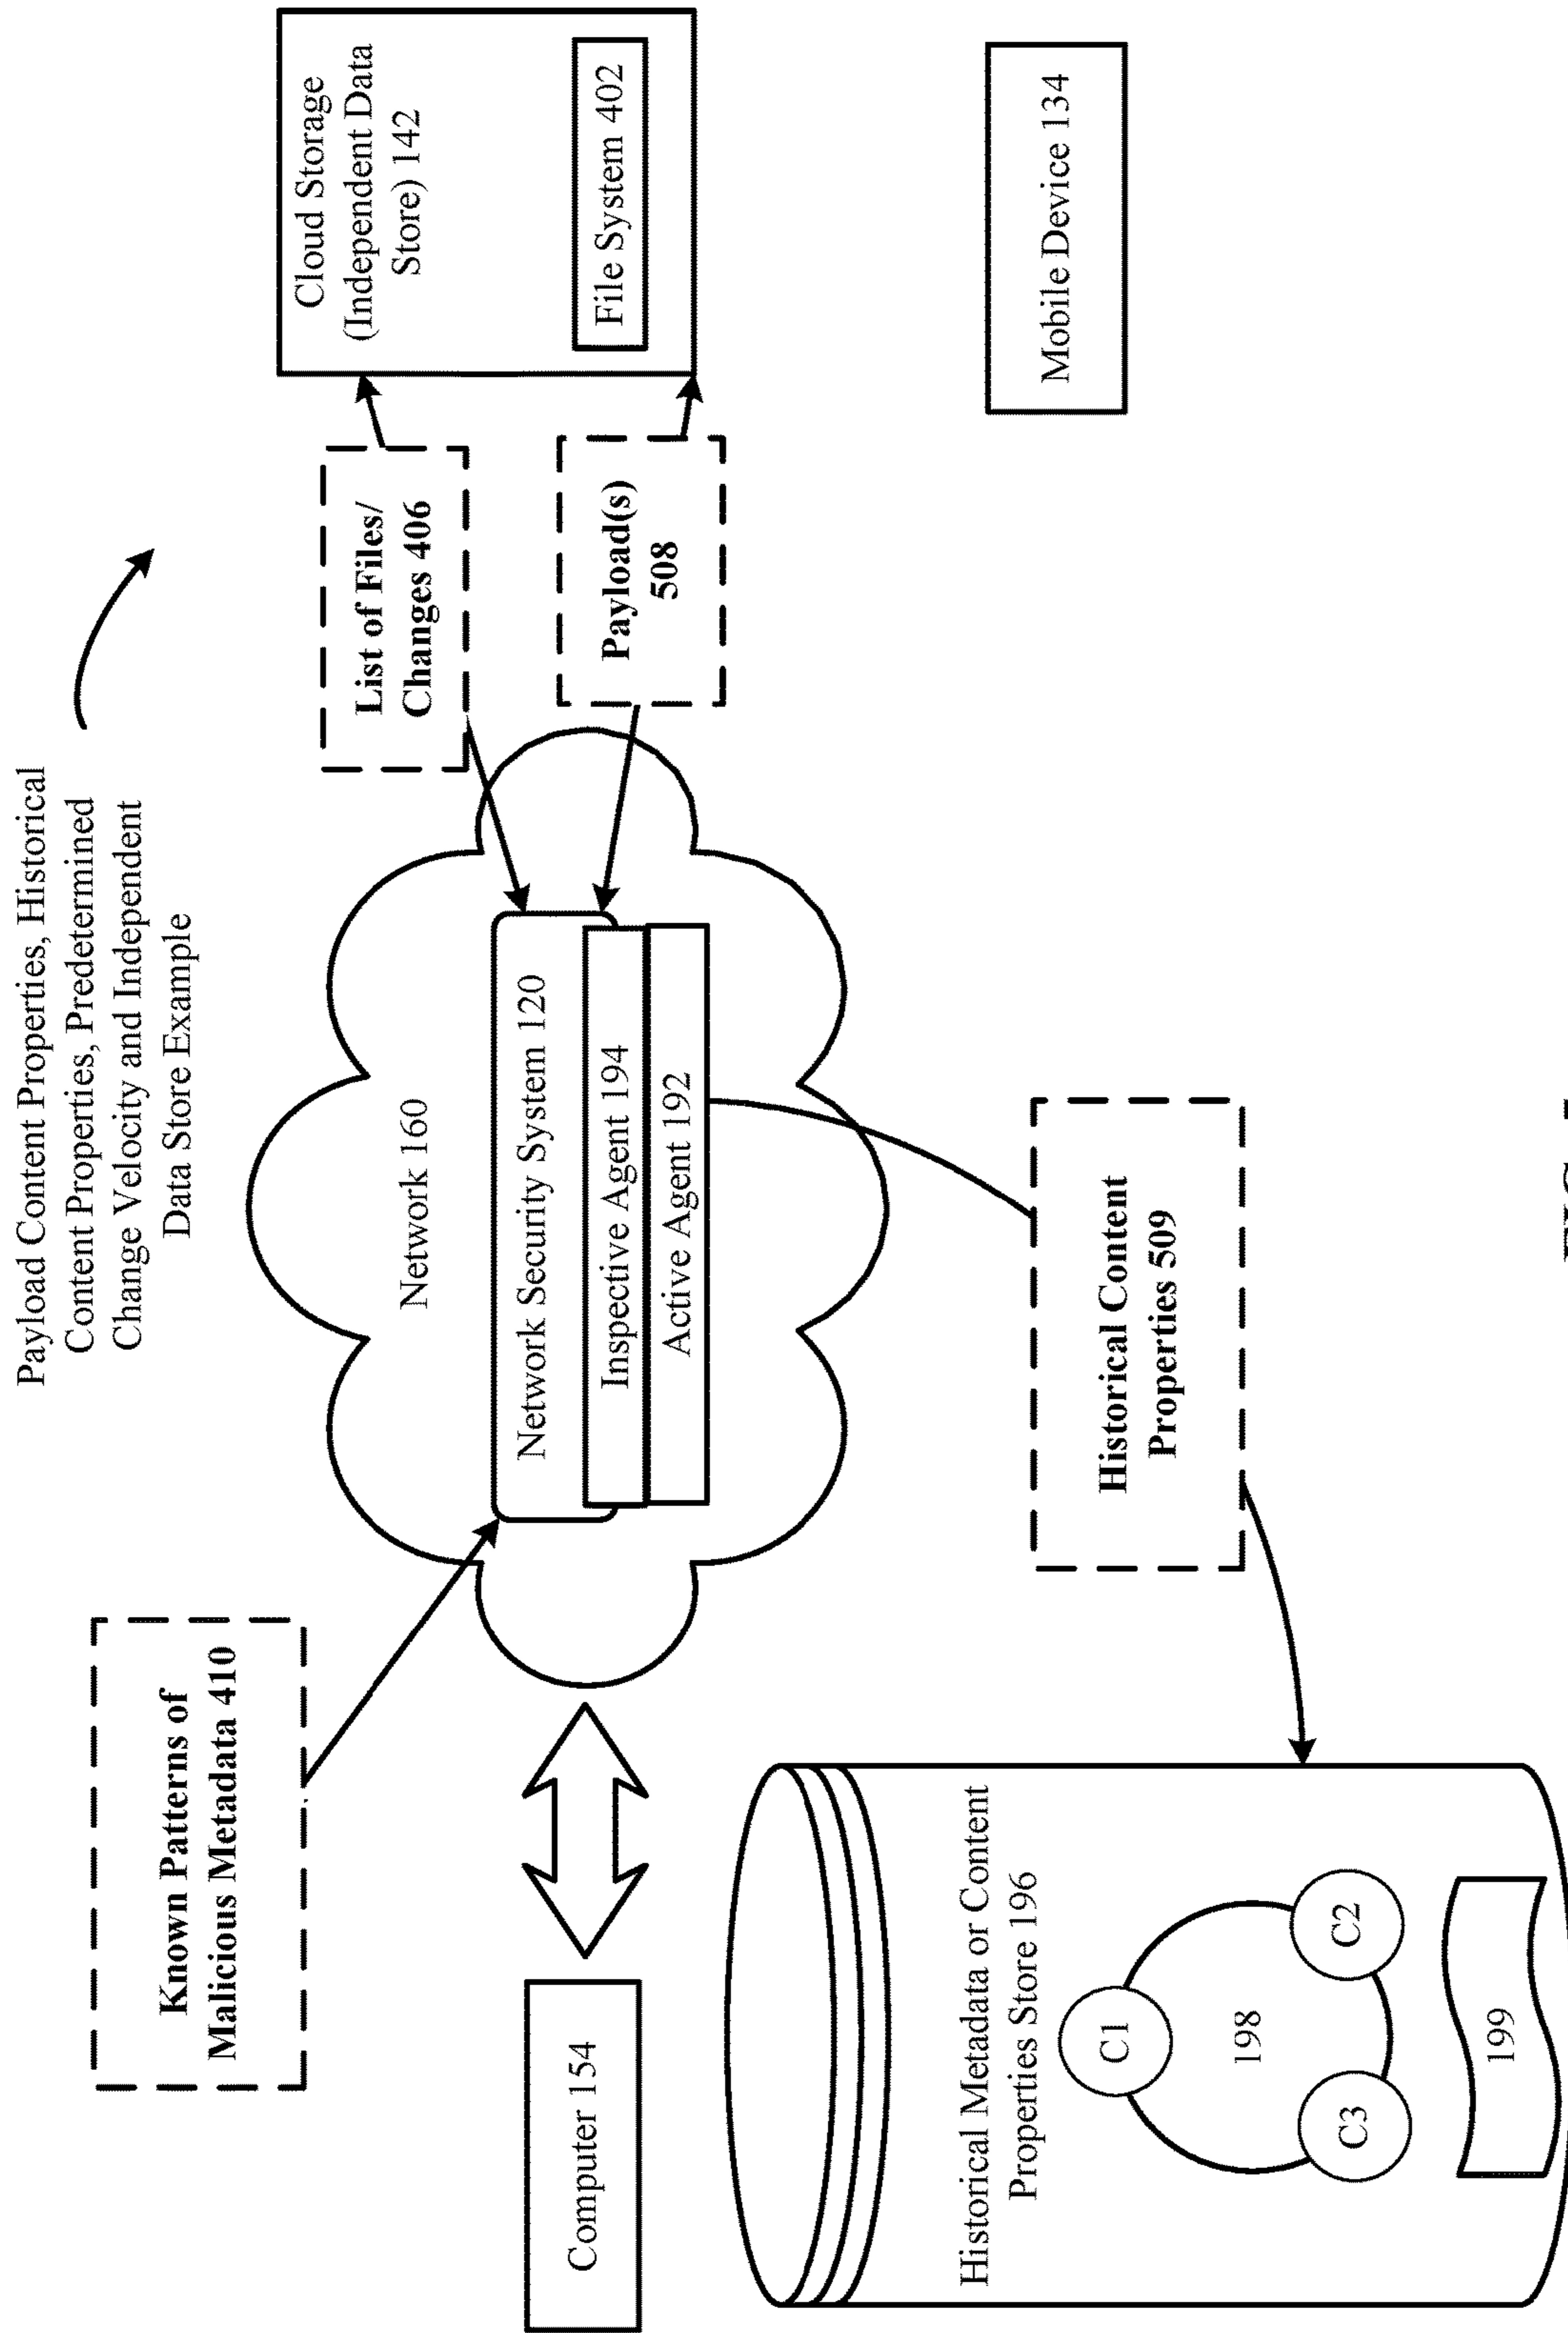 Payload Content Properties, Historical
Content Properties, Predetermined
Change Velocity and Independent
Data Store Example
Known Patterns of
Malicious Metadata 410
List of Files/
Changes 406
Cloud Storage
(Independent Data
Store) 142
File System 402
Payload(s)
508
Network 160
Network Security System 120
Inspective Agent 194
Active Agent 192
Computer 154
Mobile Device 134
Historical Content
Properties 509
Historical Metadata or Content
Properties Store 196
C1
198
C3
C2
199